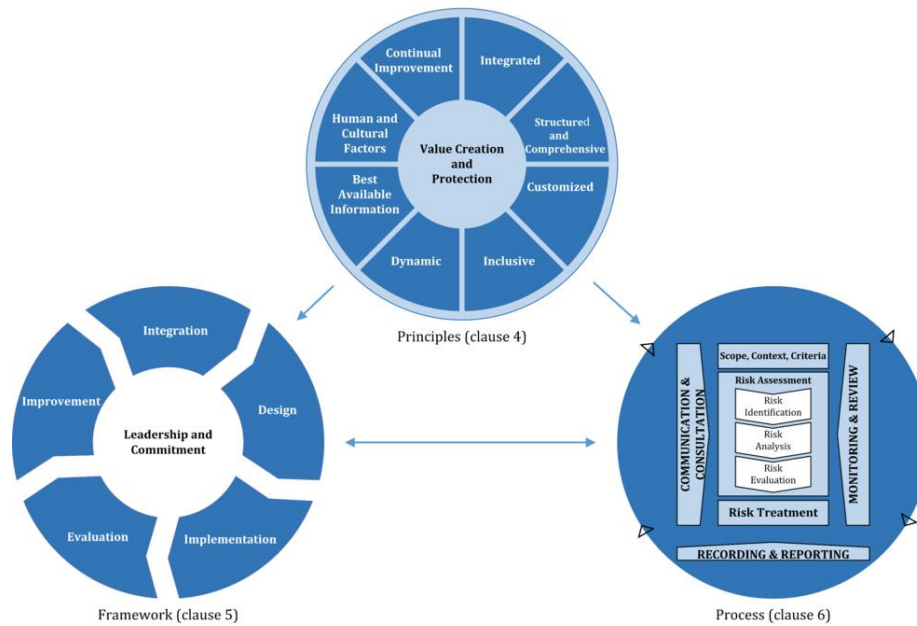 Continual
Improvement
Integrated
Structured
and
Comprehensive
Customized
Inclusive
Dynamic
Best
Available
Information
Human and
Cultural
Factors
Value Creation
and
Protection
Principles (clause 4)
Integration
Design
Implementation
Evaluation
Improvement
Leadership and
Commitment
Framework (clause 5)
Scope, Context, Criteria
Risk Assessment
Risk
Identification
Risk
Analysis
Risk
Evaluation
Risk Treatment
COMMUNICATION &
CONSULTATION
MONITORING & REVIEW
RECORDING & REPORTING
Process (clause 6)